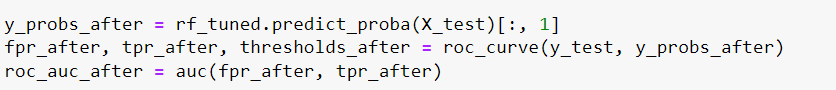 y_probs_after = rf_tuned.predict_proba(X_test)[:, 1]
fpr_after, tpr_after, thresholds_after = roc_curve(y_test, y_probs_after)
roc_auc_after = auc(fpr_after, tpr_after)